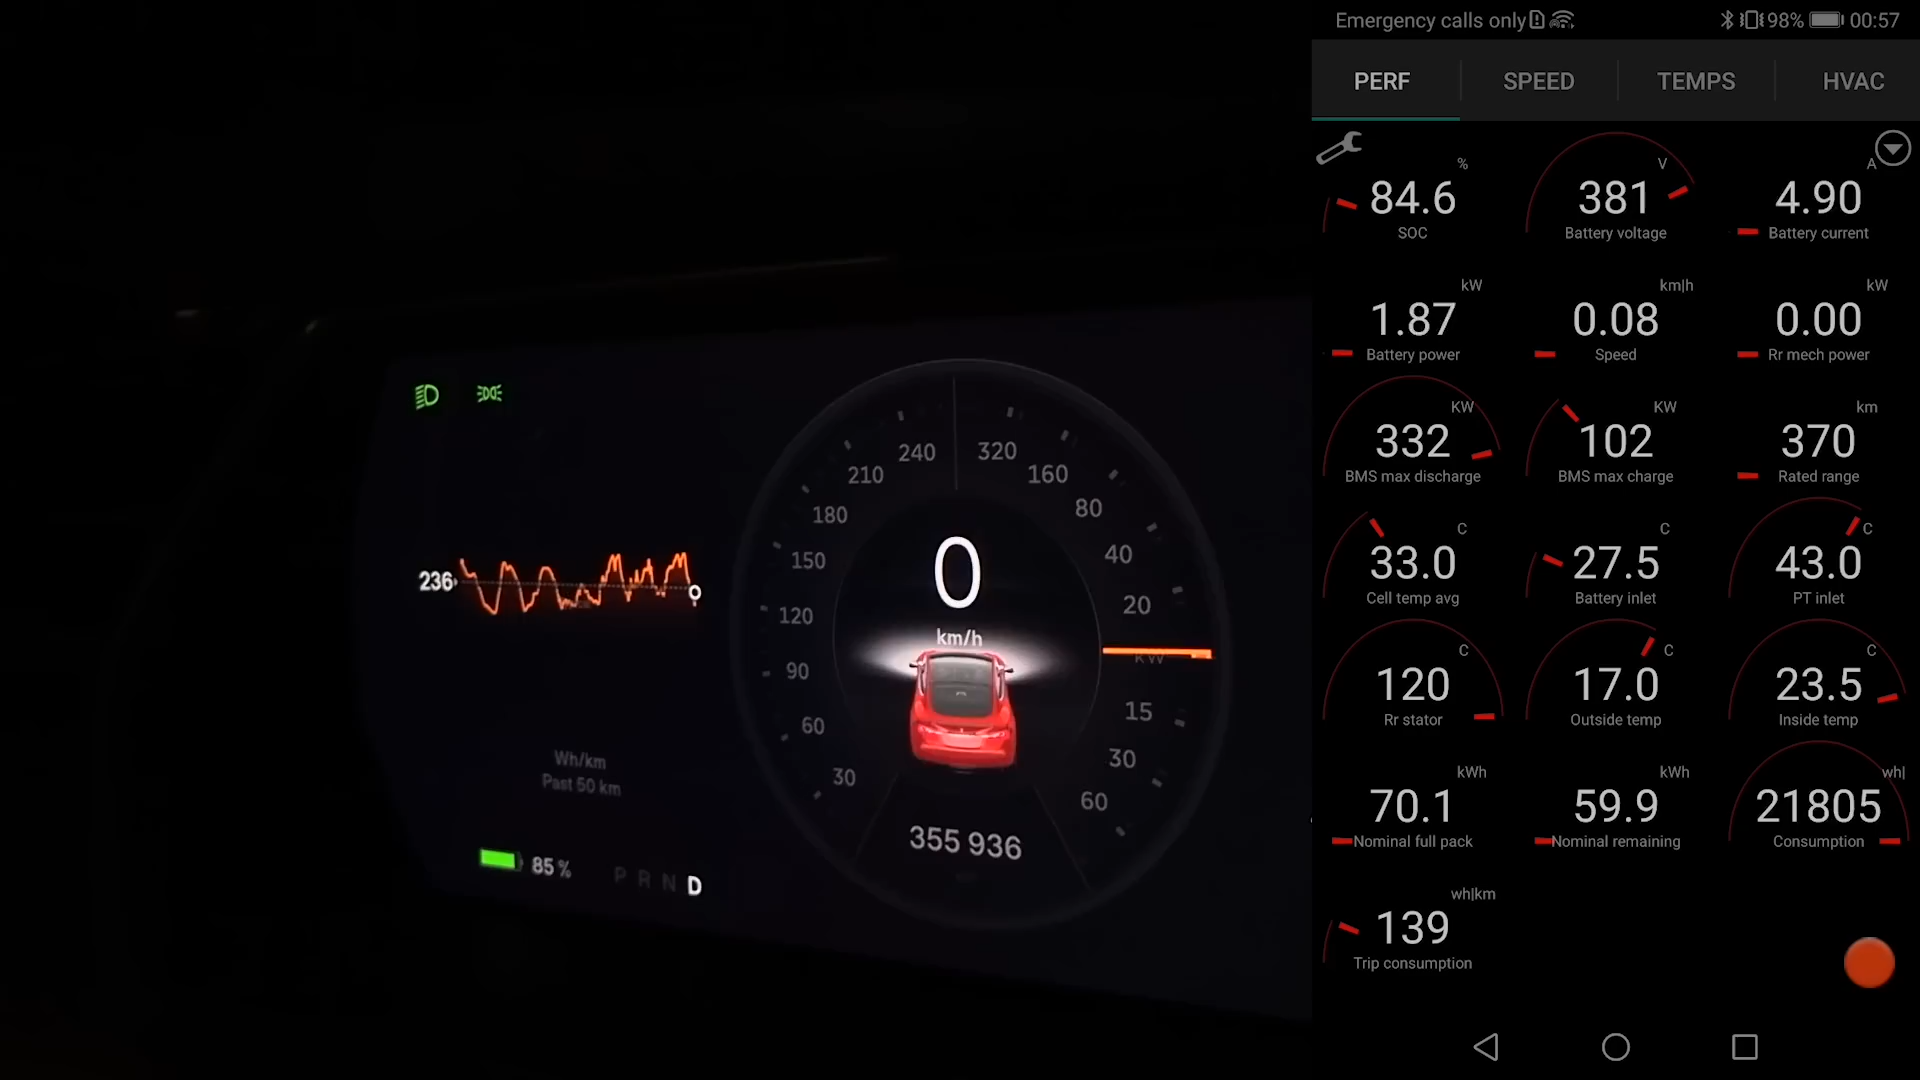 240
320
210
160
180
80
150
40
236
0
20
120
km/h
KW
90
15
60
30
Wh/km
Past 50 km
30
60
355 936
85 %
P R N D
Emergency calls only
98%
00:57
PERF
SPEED
TEMPS
HVAC
%
84.6
SOC
V
381
Battery voltage
A
4.90
Battery current
kW
1.87
Battery power
km|h
0.08
Speed
kW
0.00
Rr mech power
KW
332
BMS max discharge
KW
102
BMS max charge
km
370
Rated range
C
33.0
Cell temp avg
C
27.5
Battery inlet
C
43.0
PT inlet
C
120
Rr stator
C
17.0
Outside temp
C
23.5
Inside temp
kWh
70.1
Nominal full pack
kWh
59.9
Nominal remaining
wh|
21805
Consumption
wh|km
139
Trip consumption